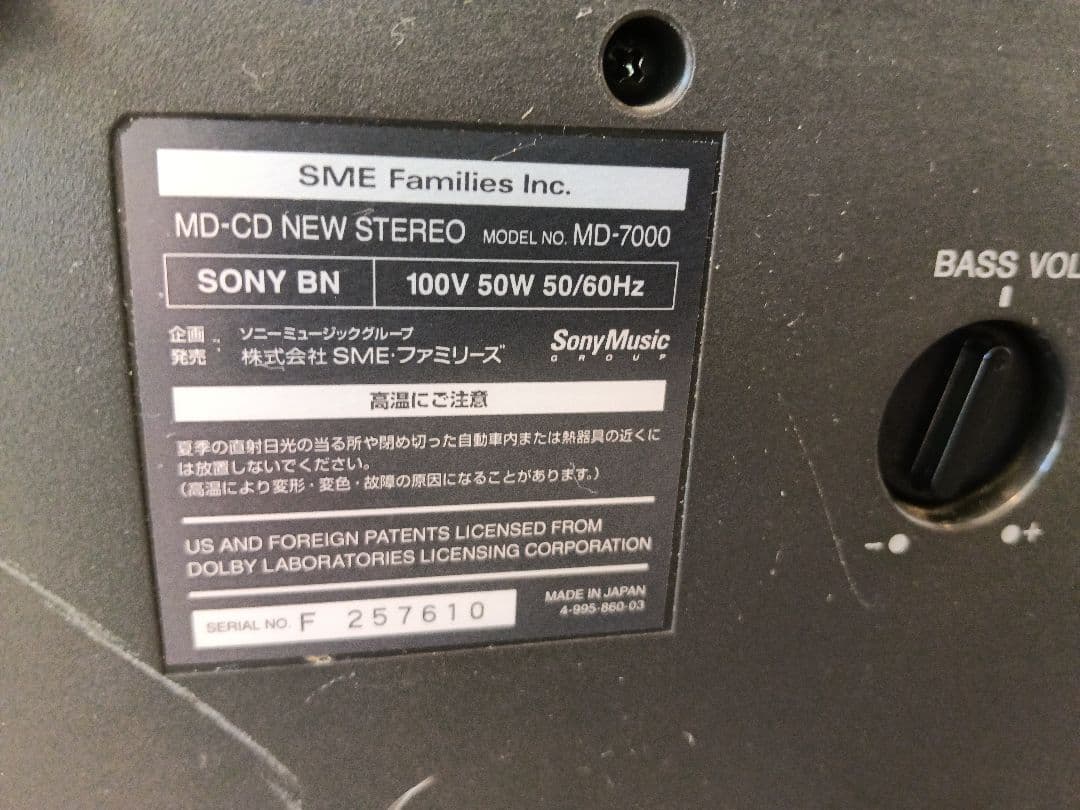 SME Families Inc.
MD-CD NEW STEREO MODEL NO. MD-7000
SONY BN 100V 50W 50/60Hz
企画 ソニーミュージックグループ
発売 株式会社 SME・ファミリーズ
SonyMusic
GROUP
高温にご注意
夏季の直射日光の当る所や閉め切った自動車内または熱器具の近くに
は放置しないでください。
(高温により変形・変色・故障の原因になることがあります。)
US AND FOREIGN PATENTS LICENSED FROM
DOLBY LABORATORIES LICENSING CORPORATION
SERIAL NO. F 257610
MADE IN JAPAN
4-995-860-03
BASS VOL
- +